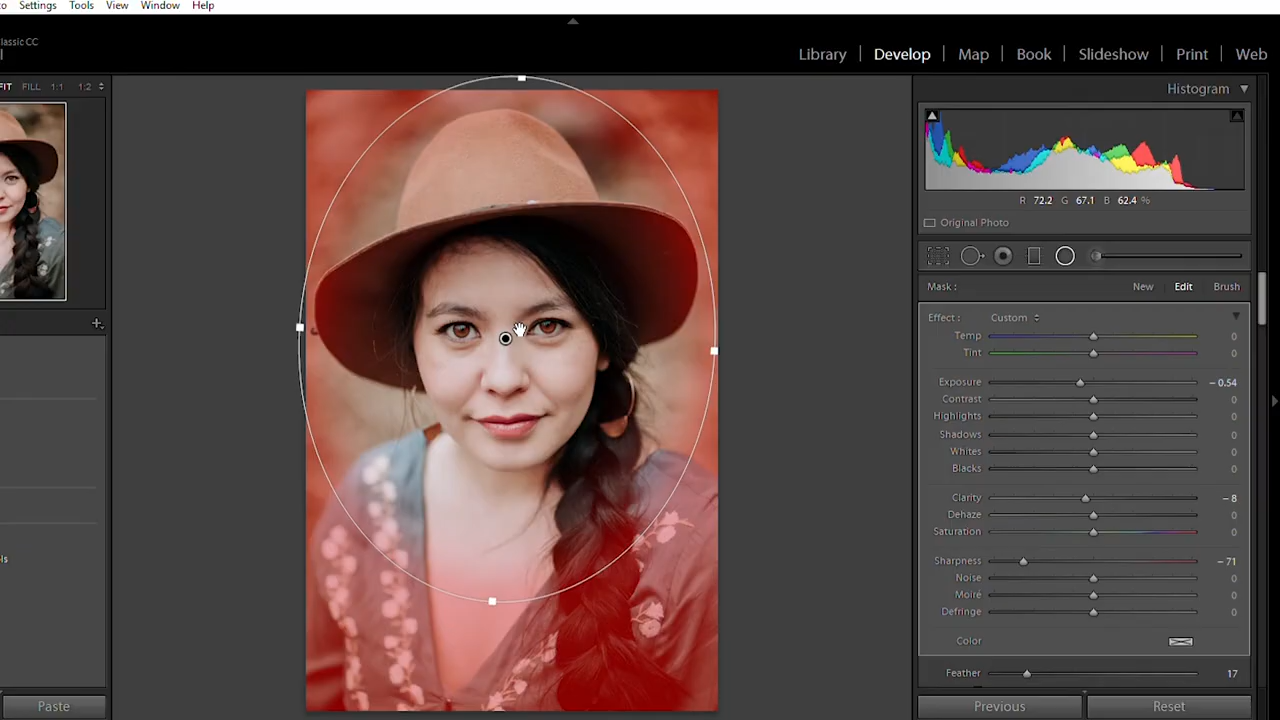 Settings Tools View Window Help
lassic CC
Library Develop Map Book Slideshow Print Web
FILL 1:1 1:2
Histogram
R 72.2 G 67.1 B 62.4 %
Original Photo
Mask : New Edit Brush
Effect : Custom
Temp 0
Tint 0
Exposure – 0.54
Contrast 0
Highlights 0
Shadows 0
Whites 0
Blacks 0
Clarity – 8
Dehaze 0
Saturation 0
Sharpness – 71
Noise 0
Moiré 0
Defringe 0
Color
Feather 17
Paste
Previous Reset